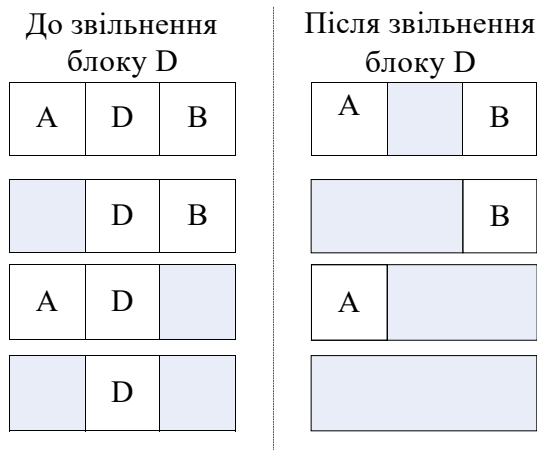 До звільнення
блоку D
Після звільнення
блоку D
A D B
A B
D B
B
A D
A
D